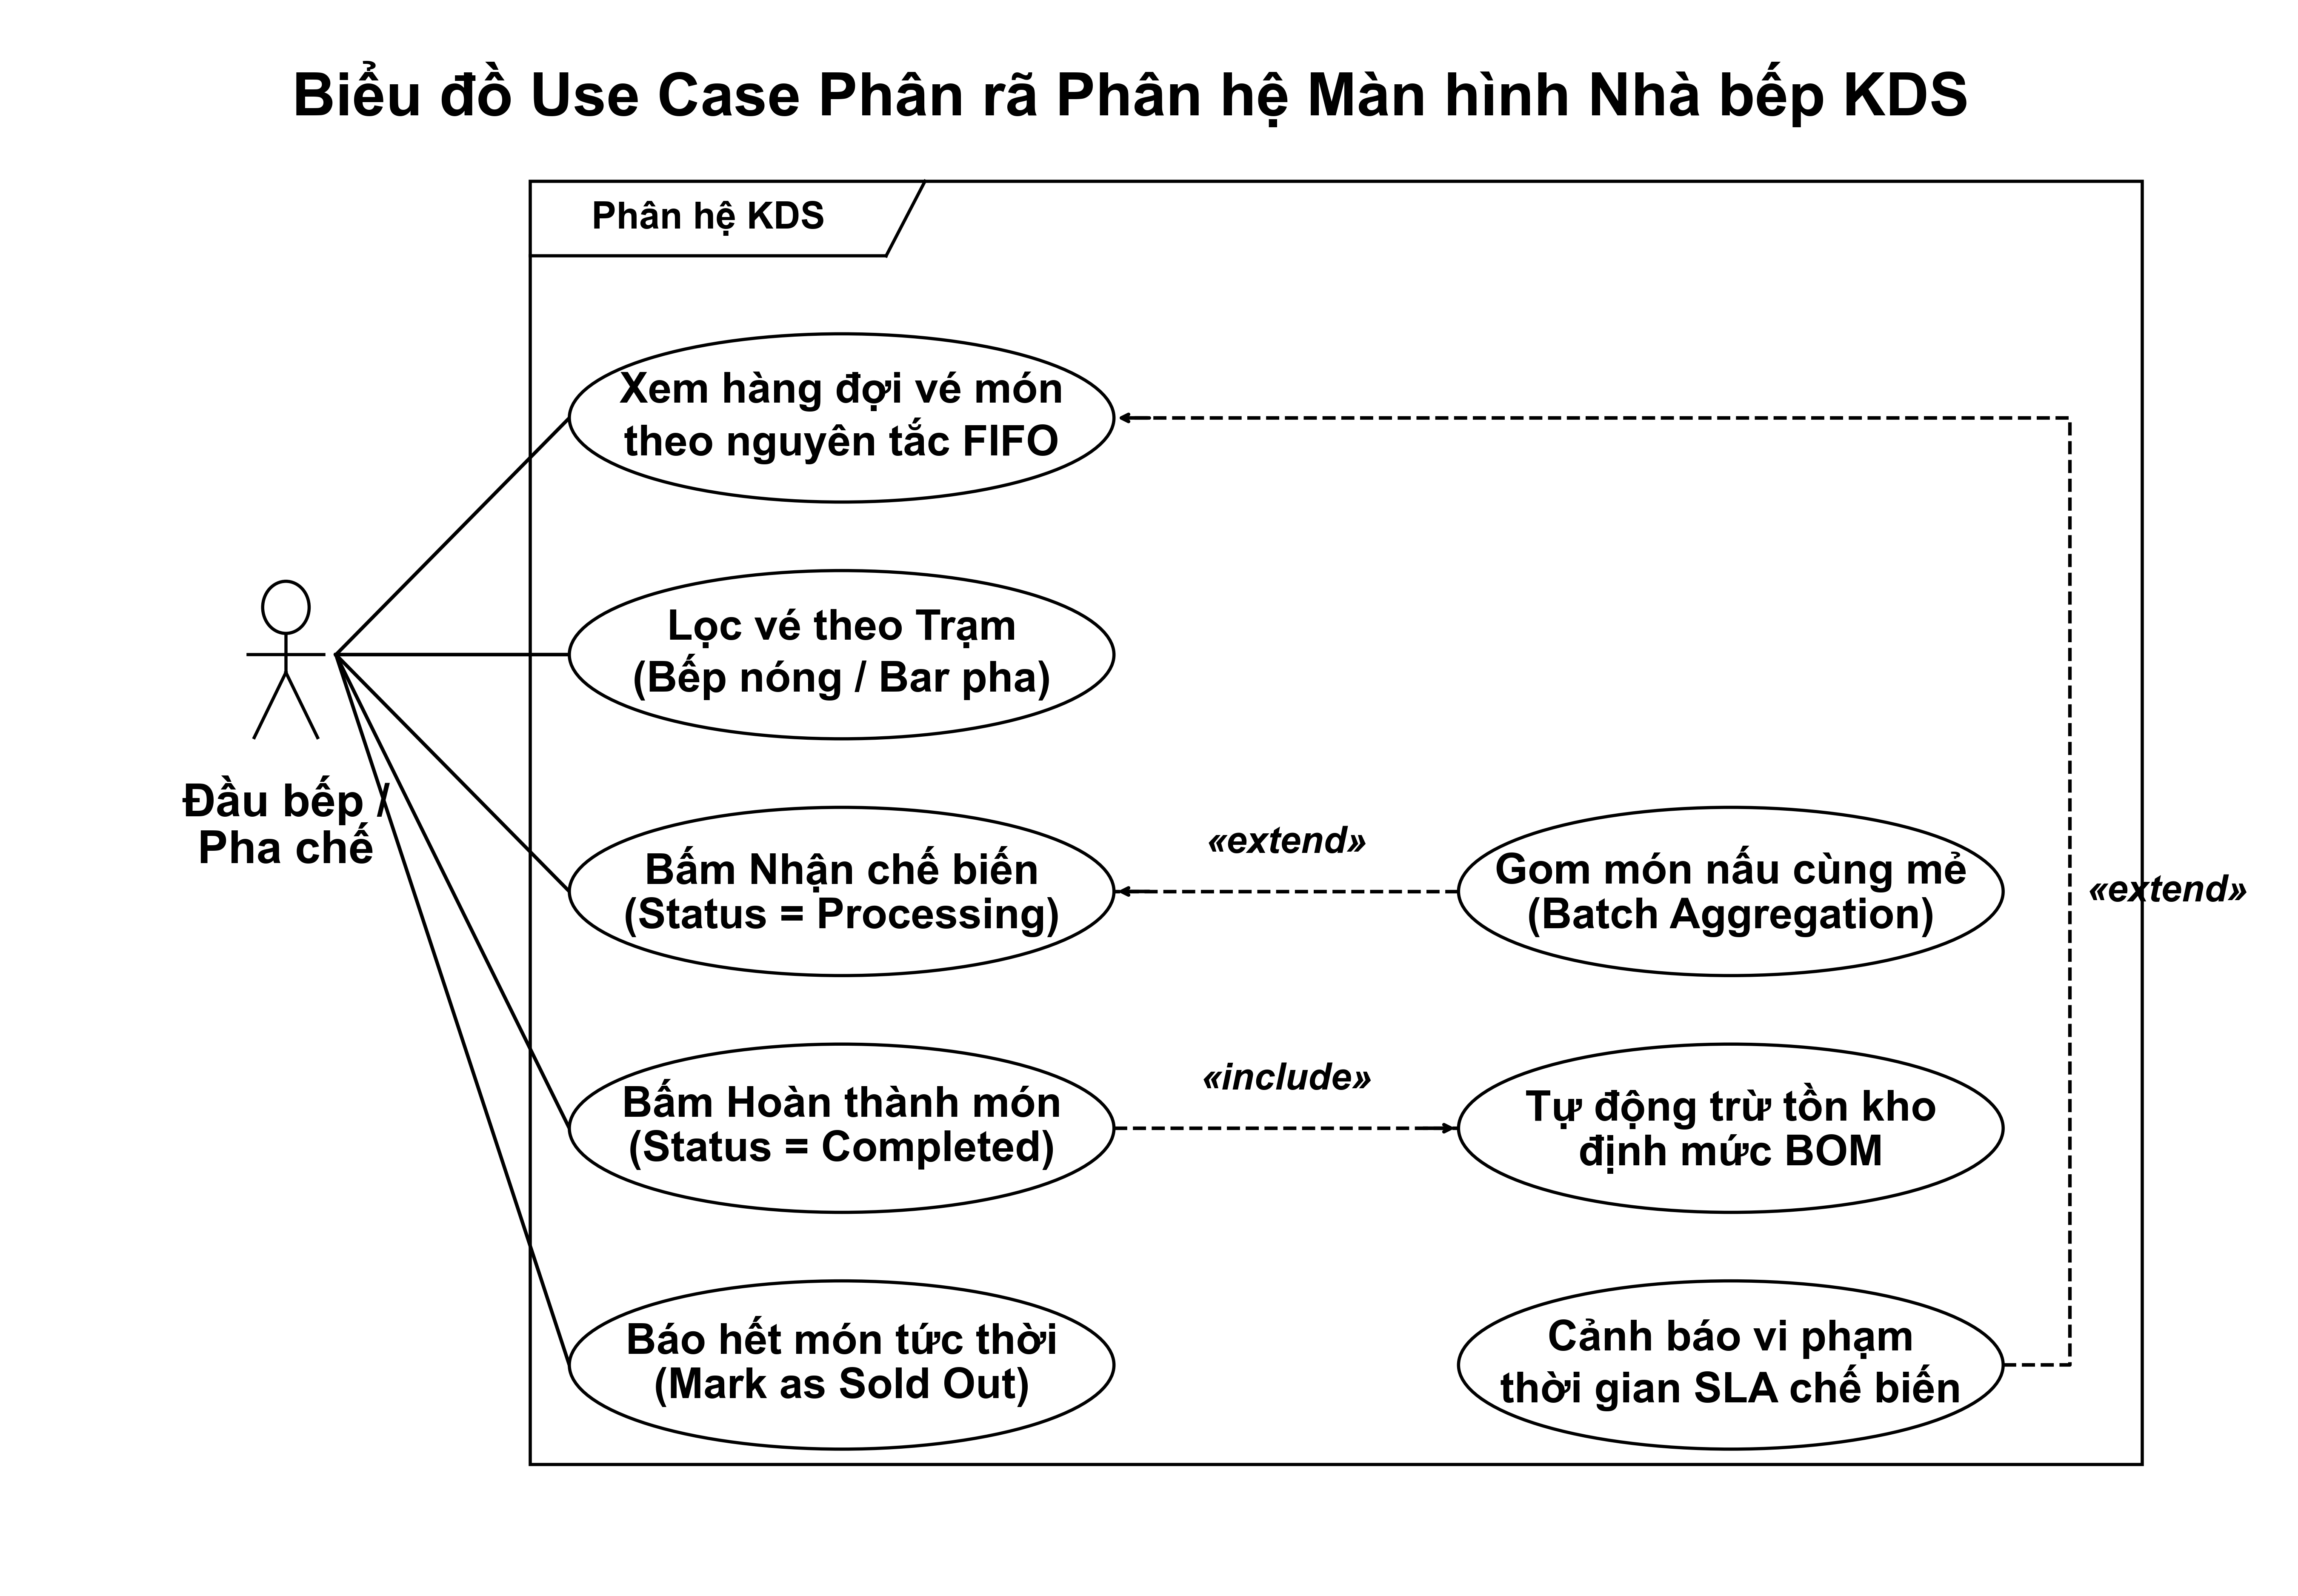 Biểu đồ Use Case Phân rã Phân hệ Màn hình Nhà bếp KDS
Phân hệ KDS
Xem hàng đợi vé món
theo nguyên tắc FIFO
Lọc vé theo Trạm
(Bếp nóng / Bar pha)
Đầu bếp /
Pha chế
Bấm Nhận chế biến
(Status = Processing)
«extend»
Gom món nấu cùng mẻ
(Batch Aggregation)
«extend»
Bấm Hoàn thành món
(Status = Completed)
«include»
Tự động trừ tồn kho
định mức BOM
Báo hết món tức thời
(Mark as Sold Out)
Cảnh báo vi phạm
thời gian SLA chế biến